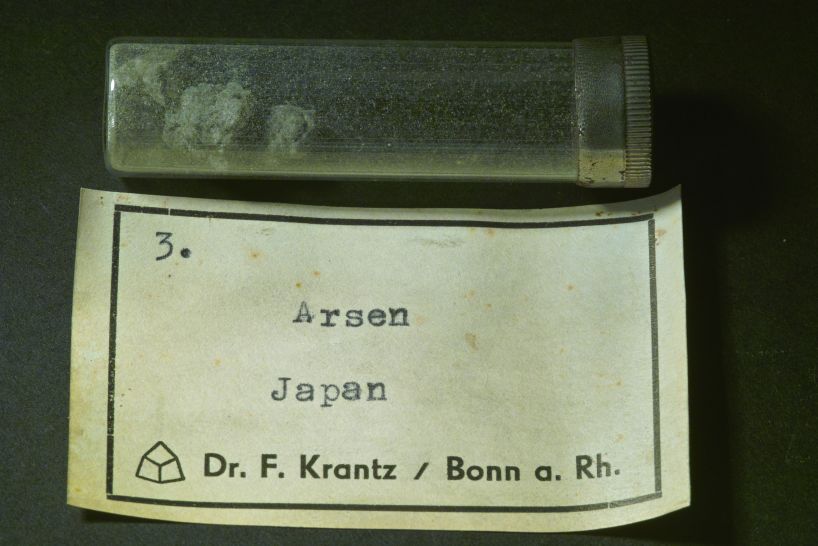 3.
Arsen
Japan
Dr. F. Krantz / Bonn a. Rh.